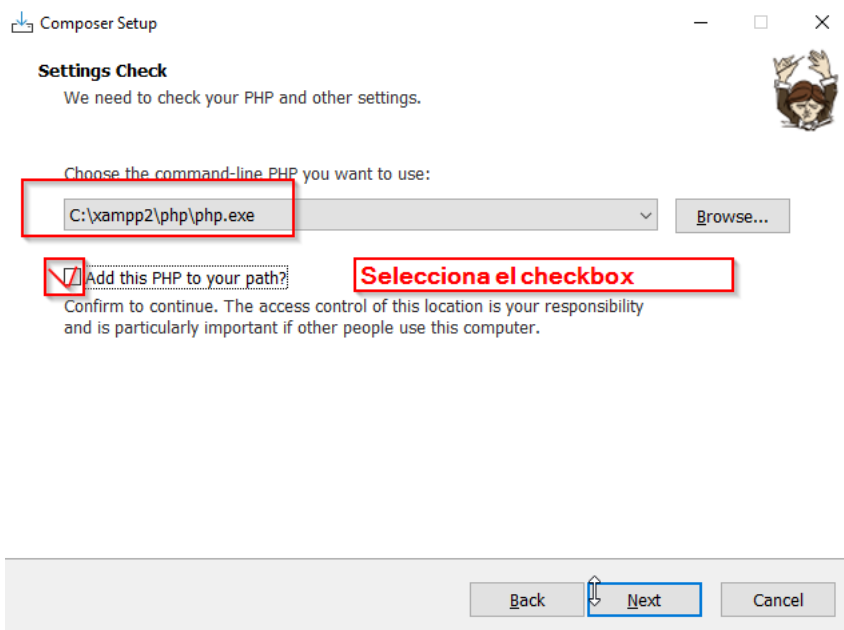 Composer Setup
Settings Check
We need to check your PHP and other settings.
Choose the command-line PHP you want to use:
C:\xampp2\php\php.exe
Browse...
Add this PHP to your path?
Selecciona el checkbox
Confirm to continue. The access control of this location is your responsibility
and is particularly important if other people use this computer.
Back
Next
Cancel